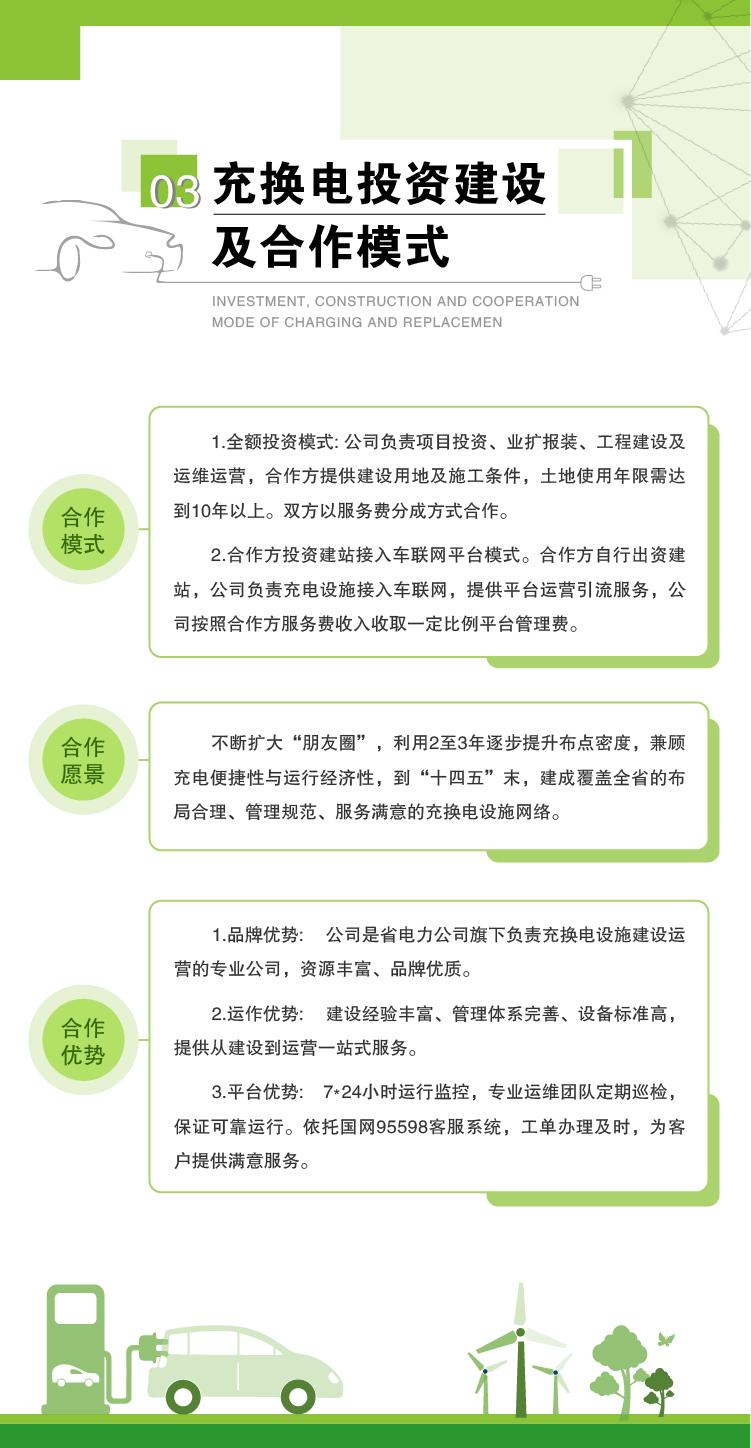 03
充换电投资建设
及合作模式
INVESTMENT, CONSTRUCTION AND COOPERATION
MODE OF CHARGING AND REPLACEMEN
合作
模式
1.全额投资模式: 公司负责项目投资、业扩报装、工程建设及
运维运营，合作方提供建设用地及施工条件，土地使用年限需达
到10年以上。双方以服务费分成方式合作。
2.合作方投资建站接入车联网平台模式。合作方自行出资建
站，公司负责充电设施接入车联网，提供平台运营引流服务，公
司按照合作方服务费收入收取一定比例平台管理费。
合作
愿景
不断扩大“朋友圈”，利用2至3年逐步提升布点密度，兼顾
充电便捷性与运行经济性，到“十四五”末，建成覆盖全省的布
局合理、管理规范、服务满意的充换电设施网络。
合作
优势
1.品牌优势: 公司是省电力公司旗下负责充换电设施建设运
营的专业公司，资源丰富、品牌优质。
2.运作优势: 建设经验丰富、管理体系完善、设备标准高，
提供从建设到运营一站式服务。
3.平台优势: 7*24小时运行监控，专业运维团队定期巡检，
保证可靠运行。依托国网95598客服系统，工单办理及时，为客
户提供满意服务。